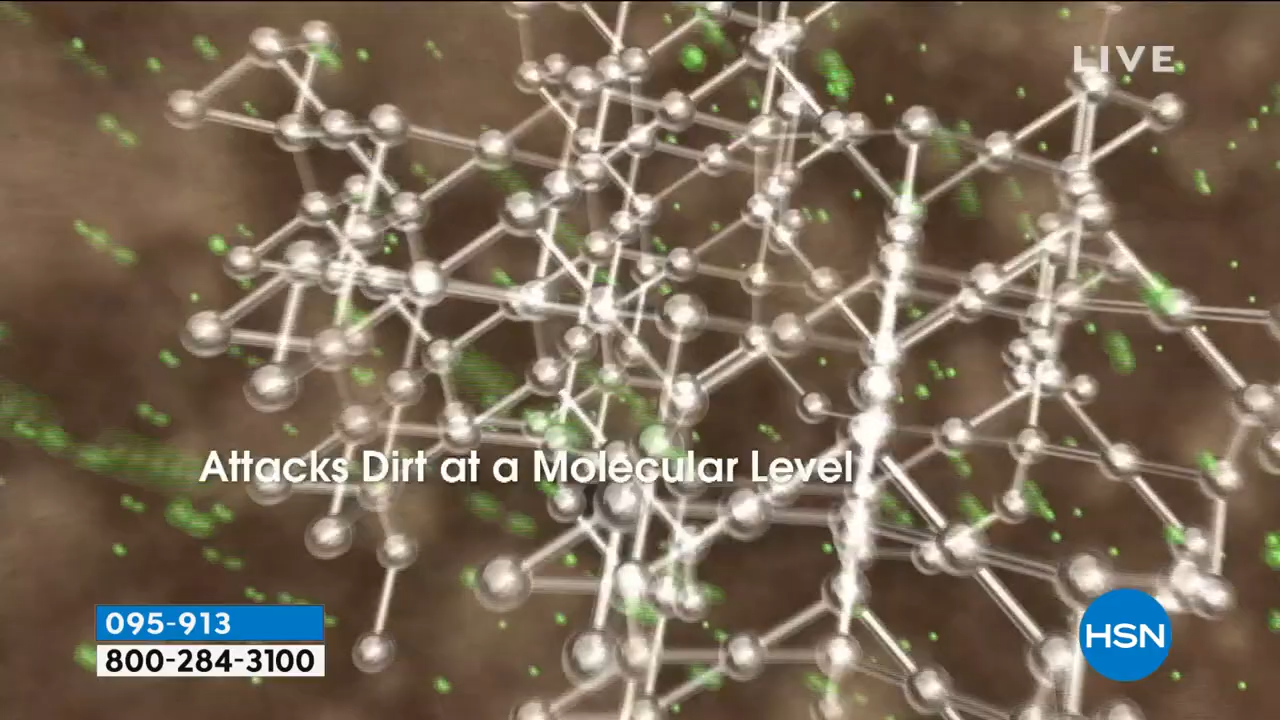 LIVE
Attacks Dirt at a Molecular Level
095-913
800-284-3100
HSN